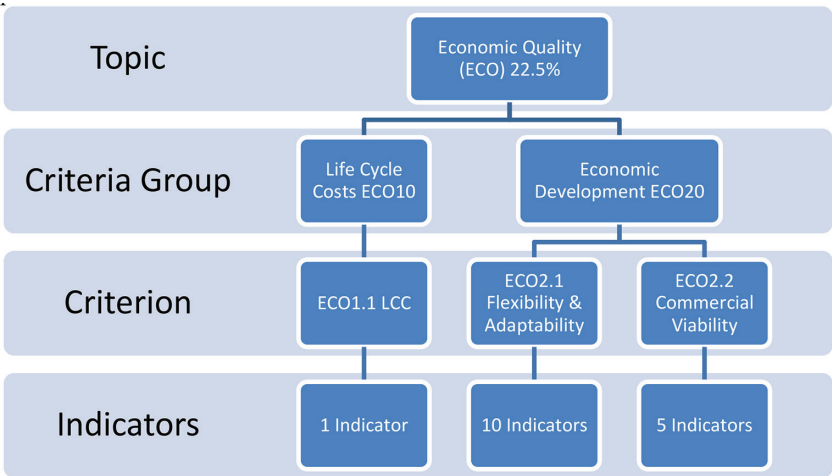 Topic
Economic Quality
(ECO) 22.5%
Criteria Group
Life Cycle
Costs ECO10
Economic
Development ECO20
Criterion
ECO1.1 LCC
ECO2.1
Flexibility &
Adaptability
ECO2.2
Commercial
Viability
Indicators
1 Indicator
10 Indicators
5 Indicators